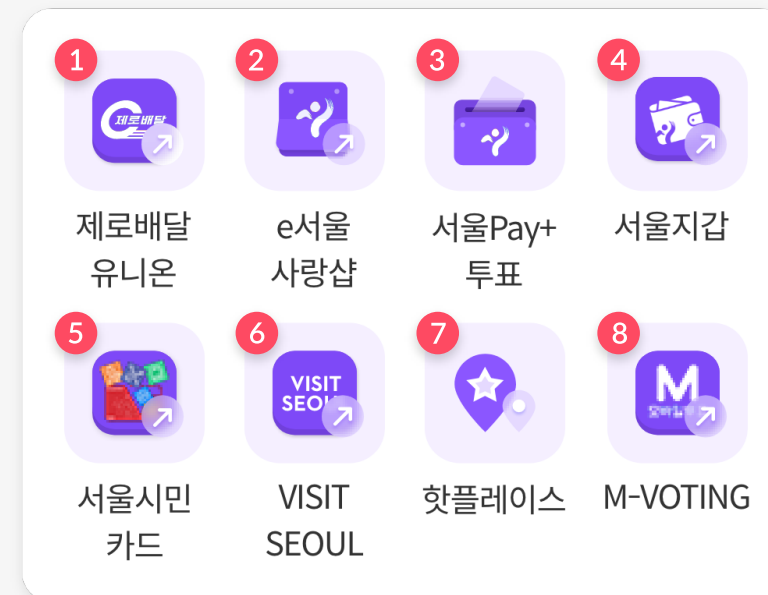 1 2 3 4
제로배달
제로배달 e서울 서울Pay+ 서울지갑
유니온 사랑샵 투표
5 6 7 8
VISIT
M
서울시민 VISIT 핫플레이스 M-VOTING
카드 SEOUL